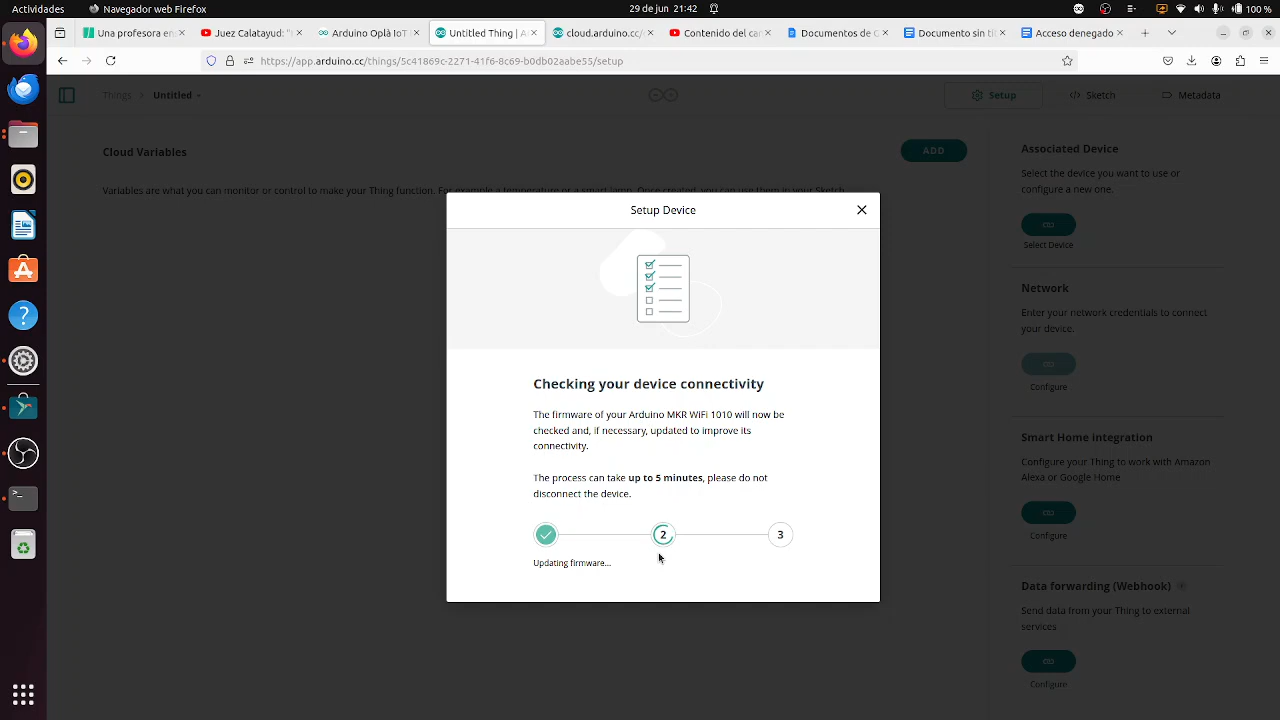 Actividades
Navegador web Firefox
29 de jun 21:42
100 %
Una profesora en
Juez Calatayud: "
Arduino Oplà IoT
Untitled Thing | A
cloud.arduino.cc/
Contenido del ca
Documentos de G
Documento sin tí
Acceso denegado
https://app.arduino.cc/things/5c41869c-2271-41f6-8c69-b0db02aabe55/setup
Things > Untitled
Setup
</> Sketch
Metadata
Cloud Variables
ADD
Variables are what you can monitor or control to make your Thing function. For example a temperature or a smart lamp. Once created, you can use them in your Sketch.
Associated Device
Select the device you want to use or
configure a new one.
Select Device
Network
Enter your network credentials to connect
your device.
Configure
Smart Home integration
Configure your Thing to work with Amazon
Alexa or Google Home
Configure
Data forwarding (Webhook)
Send data from your Thing to external
services
Configure
Setup Device
Checking your device connectivity
The firmware of your Arduino MKR WiFi 1010 will now be
checked and, if necessary, updated to improve its
connectivity.
The process can take up to 5 minutes, please do not
disconnect the device.
2
3
Updating firmware...